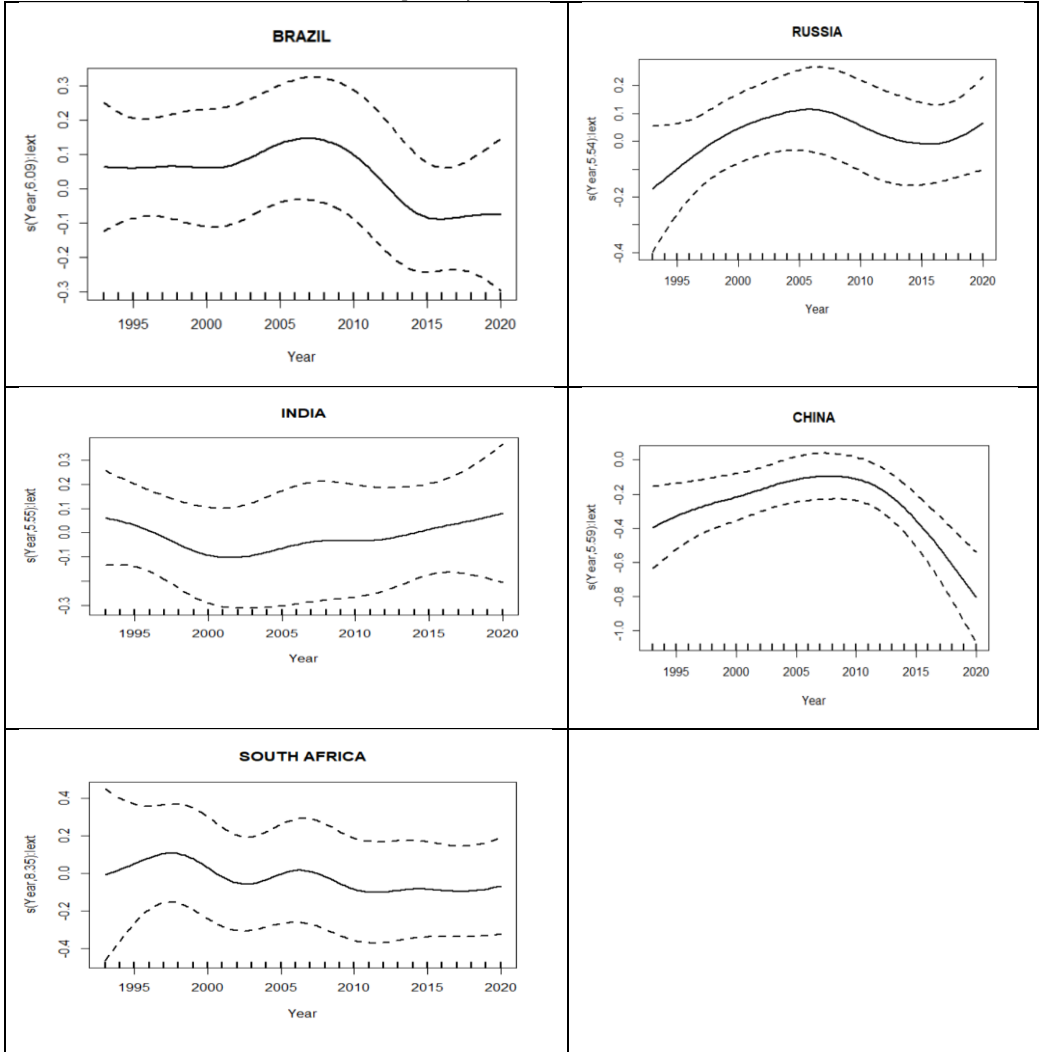 BRAZIL
s(Year,6.09):lext
-0.3 -0.2 -0.1 0.0 0.1 0.2 0.3
1995 2000 2005 2010 2015 2020
Year
RUSSIA
s(Year,5.54):lext
-0.4 -0.2 0.0 0.1 0.2
1995 2000 2005 2010 2015 2020
Year
INDIA
s(Year,5.55):lext
-0.3 -0.1 0.0 0.1 0.2 0.3
1995 2000 2005 2010 2015 2020
Year
CHINA
s(Year,5.59):lext
-1.0 -0.8 -0.6 -0.4 -0.2 0.0
1995 2000 2005 2010 2015 2020
Year
SOUTH AFRICA
s(Year,8.35):lext
-0.4 -0.2 0.0 0.2 0.4
1995 2000 2005 2010 2015 2020
Year